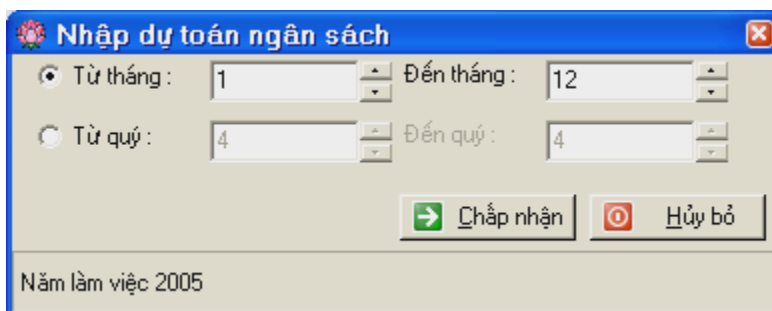 Nhập dự toán ngân sách
Từ tháng : 1 Đến tháng : 12
Từ quý : 4 Đến quý : 4
Chấp nhận Hủy bỏ
Năm làm việc 2005